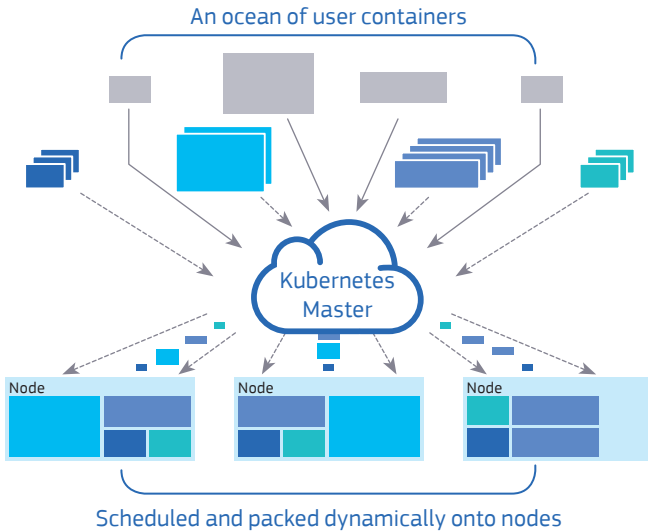 An ocean of user containers
Kubernetes
Master
Node
Node
Node
Scheduled and packed dynamically onto nodes